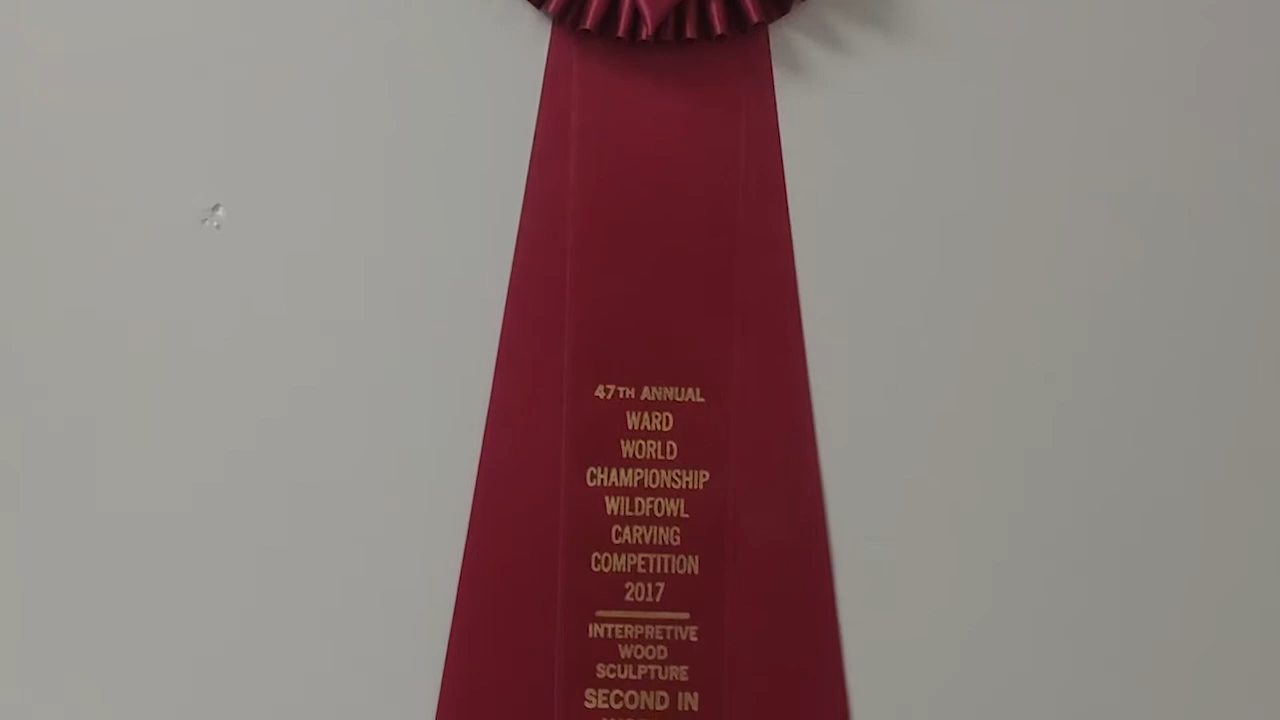 47TH ANNUAL
WARD
WORLD
CHAMPIONSHIP
WILDFOWL
CARVING
COMPETITION
2017
INTERPRETIVE
WOOD
SCULPTURE
SECOND IN